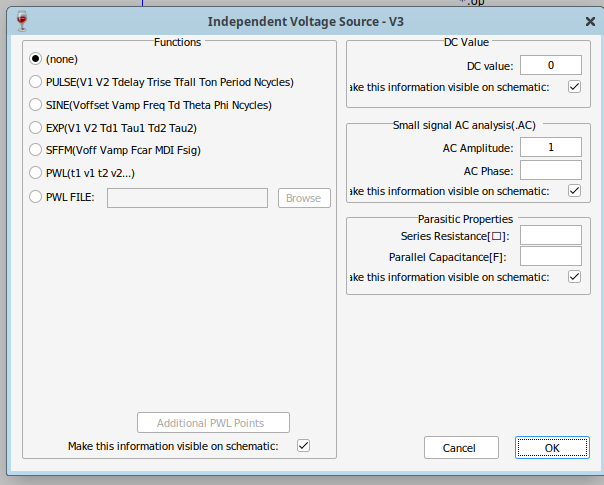 *.op
Independent Voltage Source - V3
Functions
(none)
PULSE(V1 V2 Tdelay Trise Tfall Ton Period Ncycles)
SINE(Voffset Vamp Freq Td Theta Phi Ncycles)
EXP(V1 V2 Td1 Tau1 Td2 Tau2)
SFFM(Voff Vamp Fcar MDI Fsig)
PWL(t1 v1 t2 v2...)
PWL FILE:
Browse
Additional PWL Points
Make this information visible on schematic:
DC Value
DC value: 0
ake this information visible on schematic:
Small signal AC analysis(.AC)
AC Amplitude: 1
AC Phase:
ake this information visible on schematic:
Parasitic Properties
Series Resistance[□]:
Parallel Capacitance[F]:
ake this information visible on schematic:
Cancel
OK